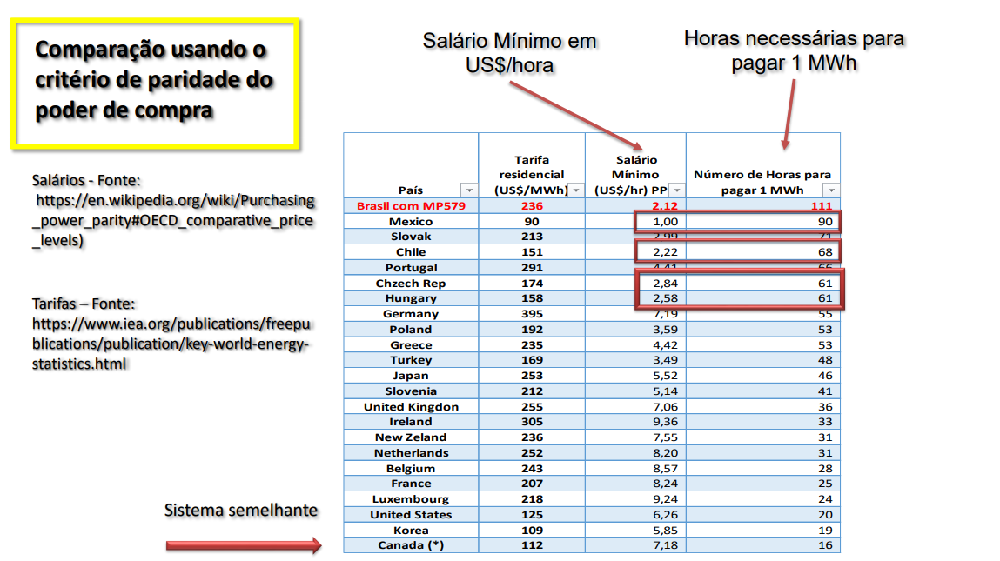 Comparação usando o
critério de paridade do
poder de compra
Salário Mínimo em
US$/hora
Horas necessárias para
pagar 1 MWh
Salários - Fonte:
https://en.wikipedia.org/wiki/Purchasing
_power_parity#OECD_comparative_price
_levels)
Tarifas – Fonte:
https://www.iea.org/publications/freepu
blications/publication/key-world-energy-
statistics.html
Sistema semelhante
País Tarifa residencial (US$/MWh) Salário Mínimo (US$/hr) PP Número de Horas para pagar 1 MWh
Brasil com MP579 236 2,12 111
Mexico 90 1,00 90
Slovak 213 2,99 71
Chile 151 2,22 68
Portugal 291 4,41 66
Chzech Rep 174 2,84 61
Hungary 158 2,58 61
Germany 395 7,19 55
Poland 192 3,59 53
Greece 235 4,42 53
Turkey 169 3,49 48
Japan 253 5,52 46
Slovenia 212 5,14 41
United Kingdon 255 7,06 36
Ireland 305 9,36 33
New Zeland 236 7,55 31
Netherlands 252 8,20 31
Belgium 243 8,57 28
France 207 8,24 25
Luxembourg 218 9,24 24
United States 125 6,26 20
Korea 109 5,85 19
Canada (*) 112 7,18 16